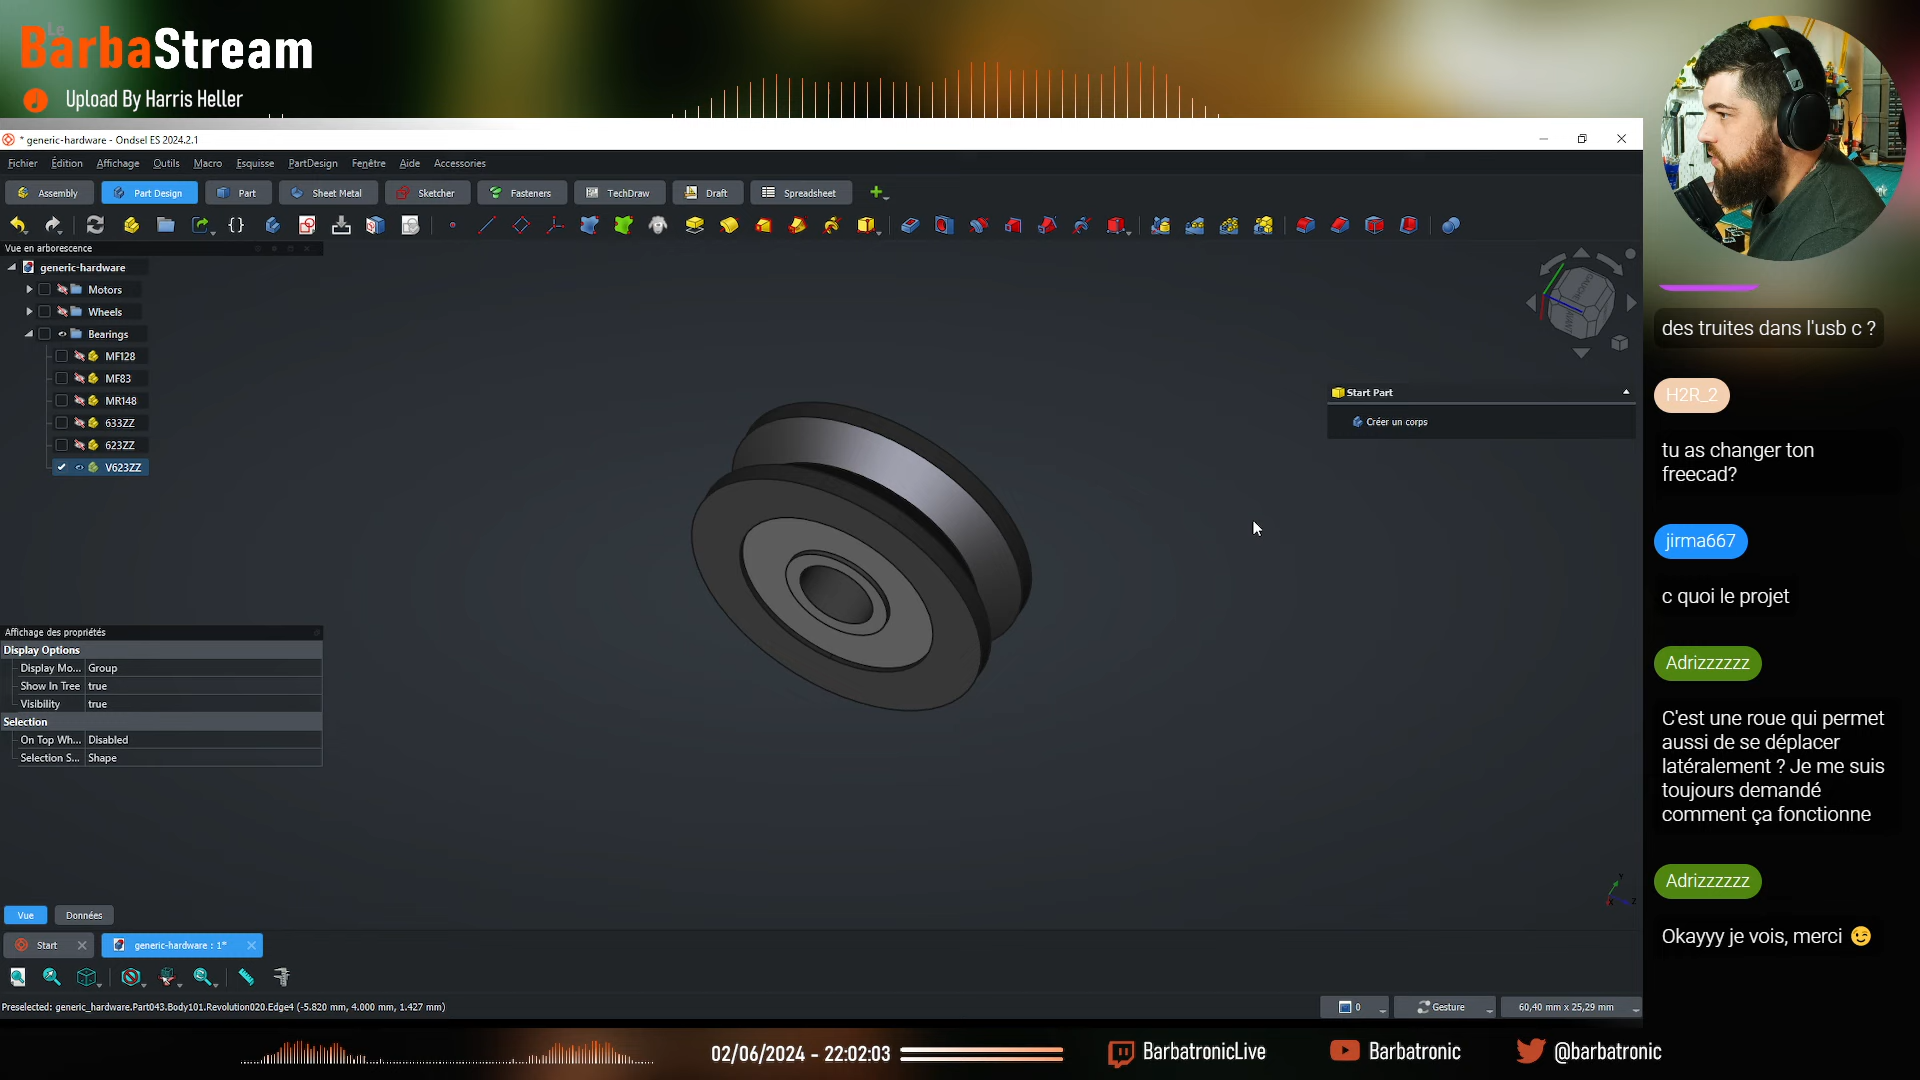 Le
BarbaStream
Upload By Harris Heller
* generic-hardware - Ondsel ES 2024.2.1
Fichier Édition Affichage Outils Macro Esquisse PartDesign Fenêtre Aide Accessories
Assembly Part Design Part Sheet Metal Sketcher Fasteners TechDraw Draft Spreadsheet
Vue en arborescence
generic-hardware
Motors
Wheels
Bearings
MF128
MF83
MR148
633ZZ
623ZZ
V623ZZ
Start Part
Créer un corps
Affichage des propriétés
Display Options
Display Mo... Group
Show In Tree true
Visibility true
Selection
On Top Wh... Disabled
Selection S... Shape
Vue Données
Start generic-hardware : 1*
Preselected: generic_hardware.Part043.Body101.Revolution020.Edge4 (-5.820 mm, 4.000 mm, 1.427 mm)
0 Gesture 60,40 mm x 25,29 mm
des truites dans l'usb c ?
H2R_2
tu as changer ton
freecad?
jirma667
c quoi le projet
Adrizzzzzz
C'est une roue qui permet
aussi de se déplacer
latéralement ? Je me suis
toujours demandé
comment ça fonctionne
Adrizzzzzz
Okayyy je vois, merci 😉
02/06/2024 - 22:02:03
BarbatronicLive
Barbatronic
@barbatronic